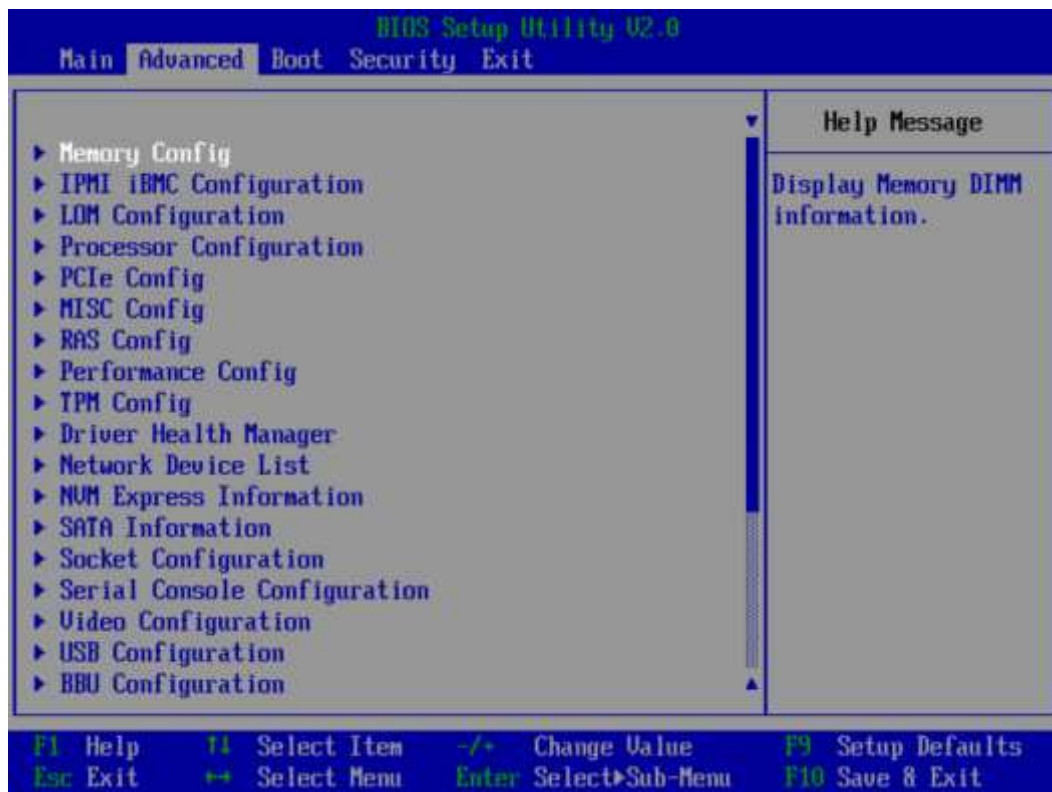 BIOS Setup Utility V2.0
Main Advanced Boot Security Exit
Help Message
Display Memory DIMM
information.
Memory Config
IPMI iBMC Configuration
LOM Configuration
Processor Configuration
PCIe Config
MISC Config
RAS Config
Performance Config
TPM Config
Driver Health Manager
Network Device List
NVM Express Information
SATA Information
Socket Configuration
Serial Console Configuration
Video Configuration
USB Configuration
BBU Configuration
F1 Help ↑↓ Select Item -/+ Change Value F9 Setup Defaults
Esc Exit ←→ Select Menu Enter Select▶Sub-Menu F10 Save & Exit